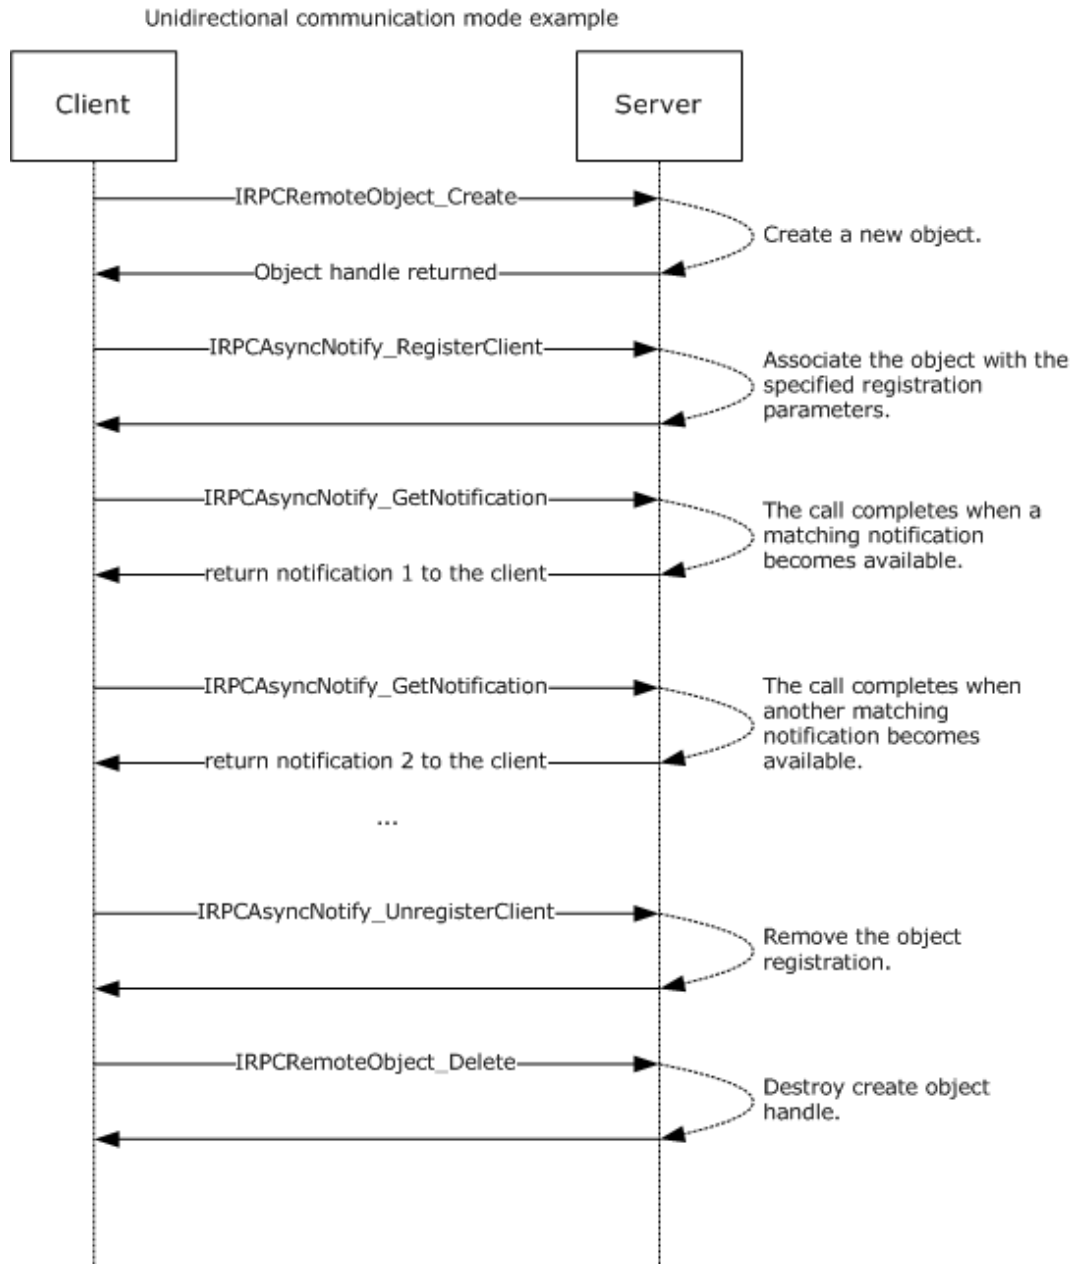 Unidirectional communication mode example
Client
Server
IRPCRemoteObject_Create
Create a new object.
Object handle returned
IRPCAsyncNotify_RegisterClient
Associate the object with the
specified registration
parameters.
IRPCAsyncNotify_GetNotification
The call completes when a
matching notification
becomes available.
return notification 1 to the client
IRPCAsyncNotify_GetNotification
The call completes when
another matching
notification becomes
available.
return notification 2 to the client
...
IRPCAsyncNotify_UnregisterClient
Remove the object
registration.
IRPCRemoteObject_Delete
Destroy create object
handle.